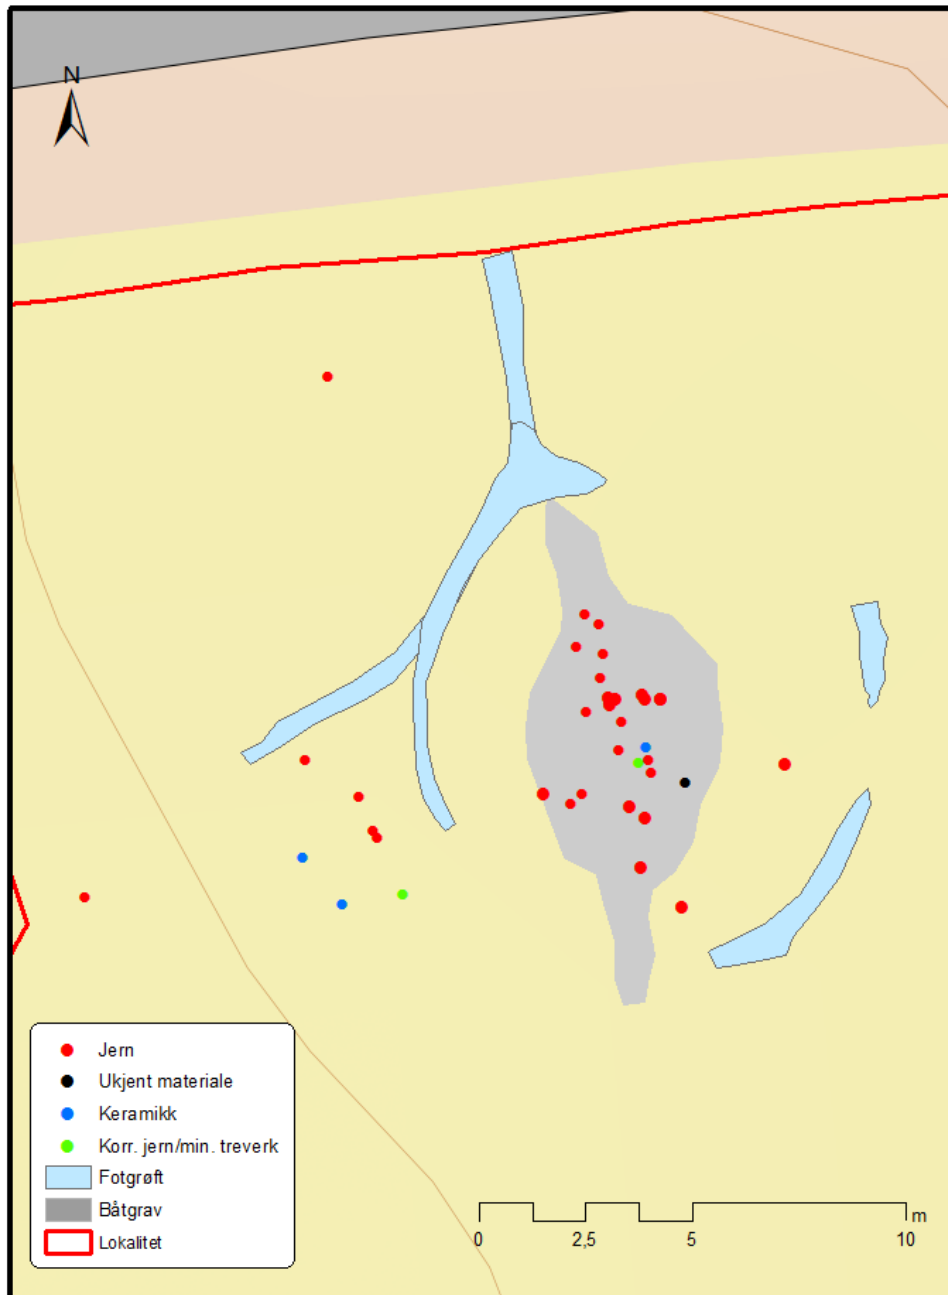 N
Jern
Ukjent materiale
Keramikk
Korr. jern/min. treverk
Fotgrøft
Båtgrav
Lokalitet
m
0 2,5 5 10